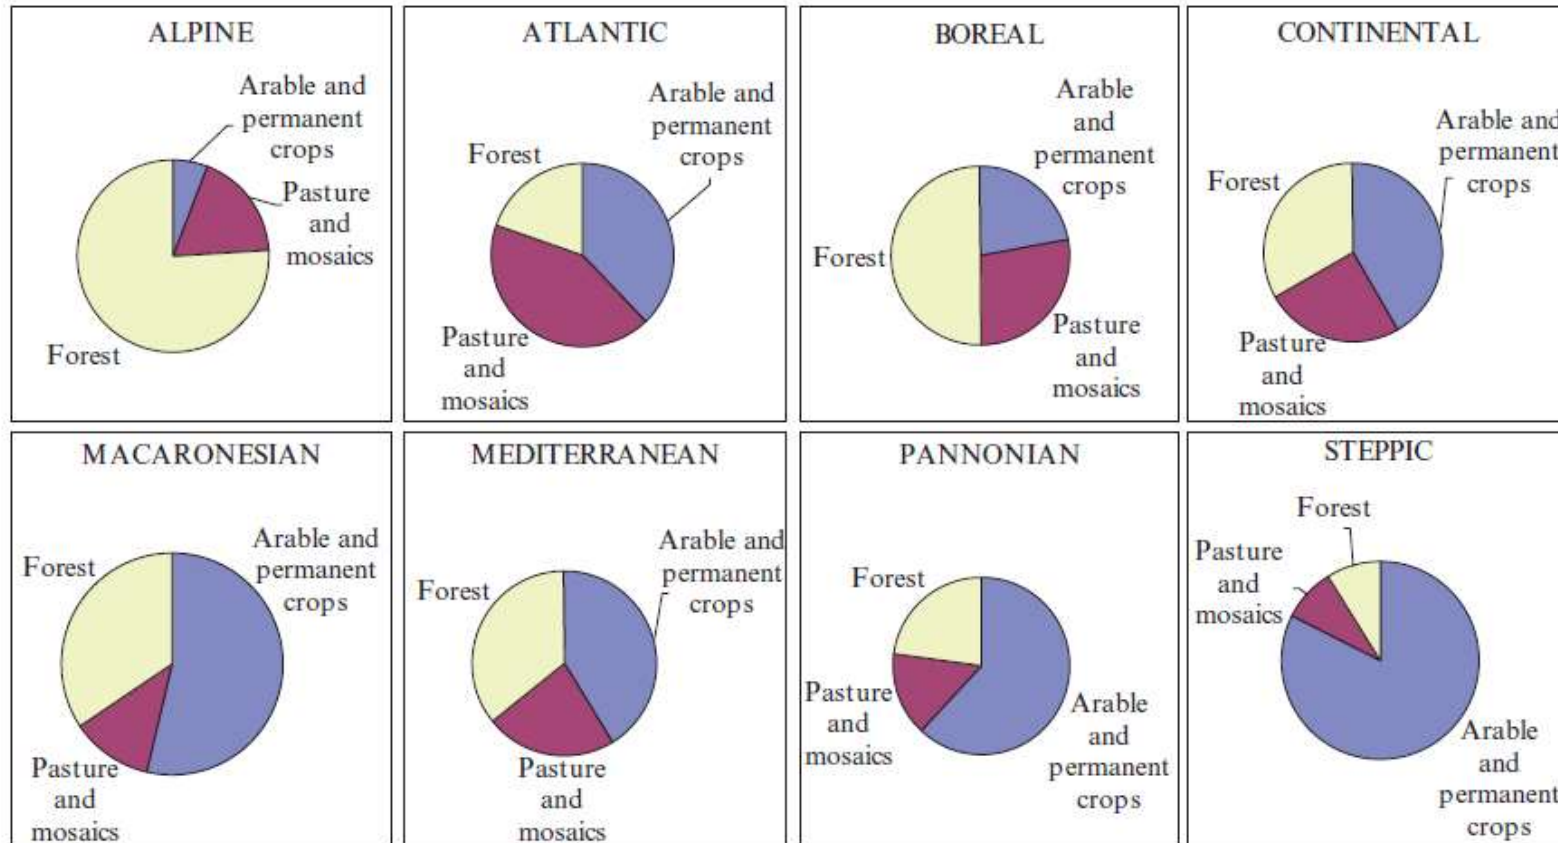 ALPINE
Arable and
permanent
crops
Pasture
and
mosaics
Forest
ATLANTIC
Arable and
permanent
crops
Forest
Pasture
and
mosaics
BOREAL
Arable
and
permanent
crops
Forest
Pasture
and
mosaics
CONTINENTAL
Arable and
permanent
crops
Forest
Pasture
and
mosaics
MACARONESIAN
Arable and
permanent
crops
Forest
Pasture
and
mosaics
MEDITERRANEAN
Arable and
permanent
crops
Forest
Pasture
and
mosaics
PANNONIAN
Forest
Pasture
and
mosaics
Arable
and
permanent
crops
STEPPIC
Forest
Pasture
and
mosaics
Arable
and
permanent
crops